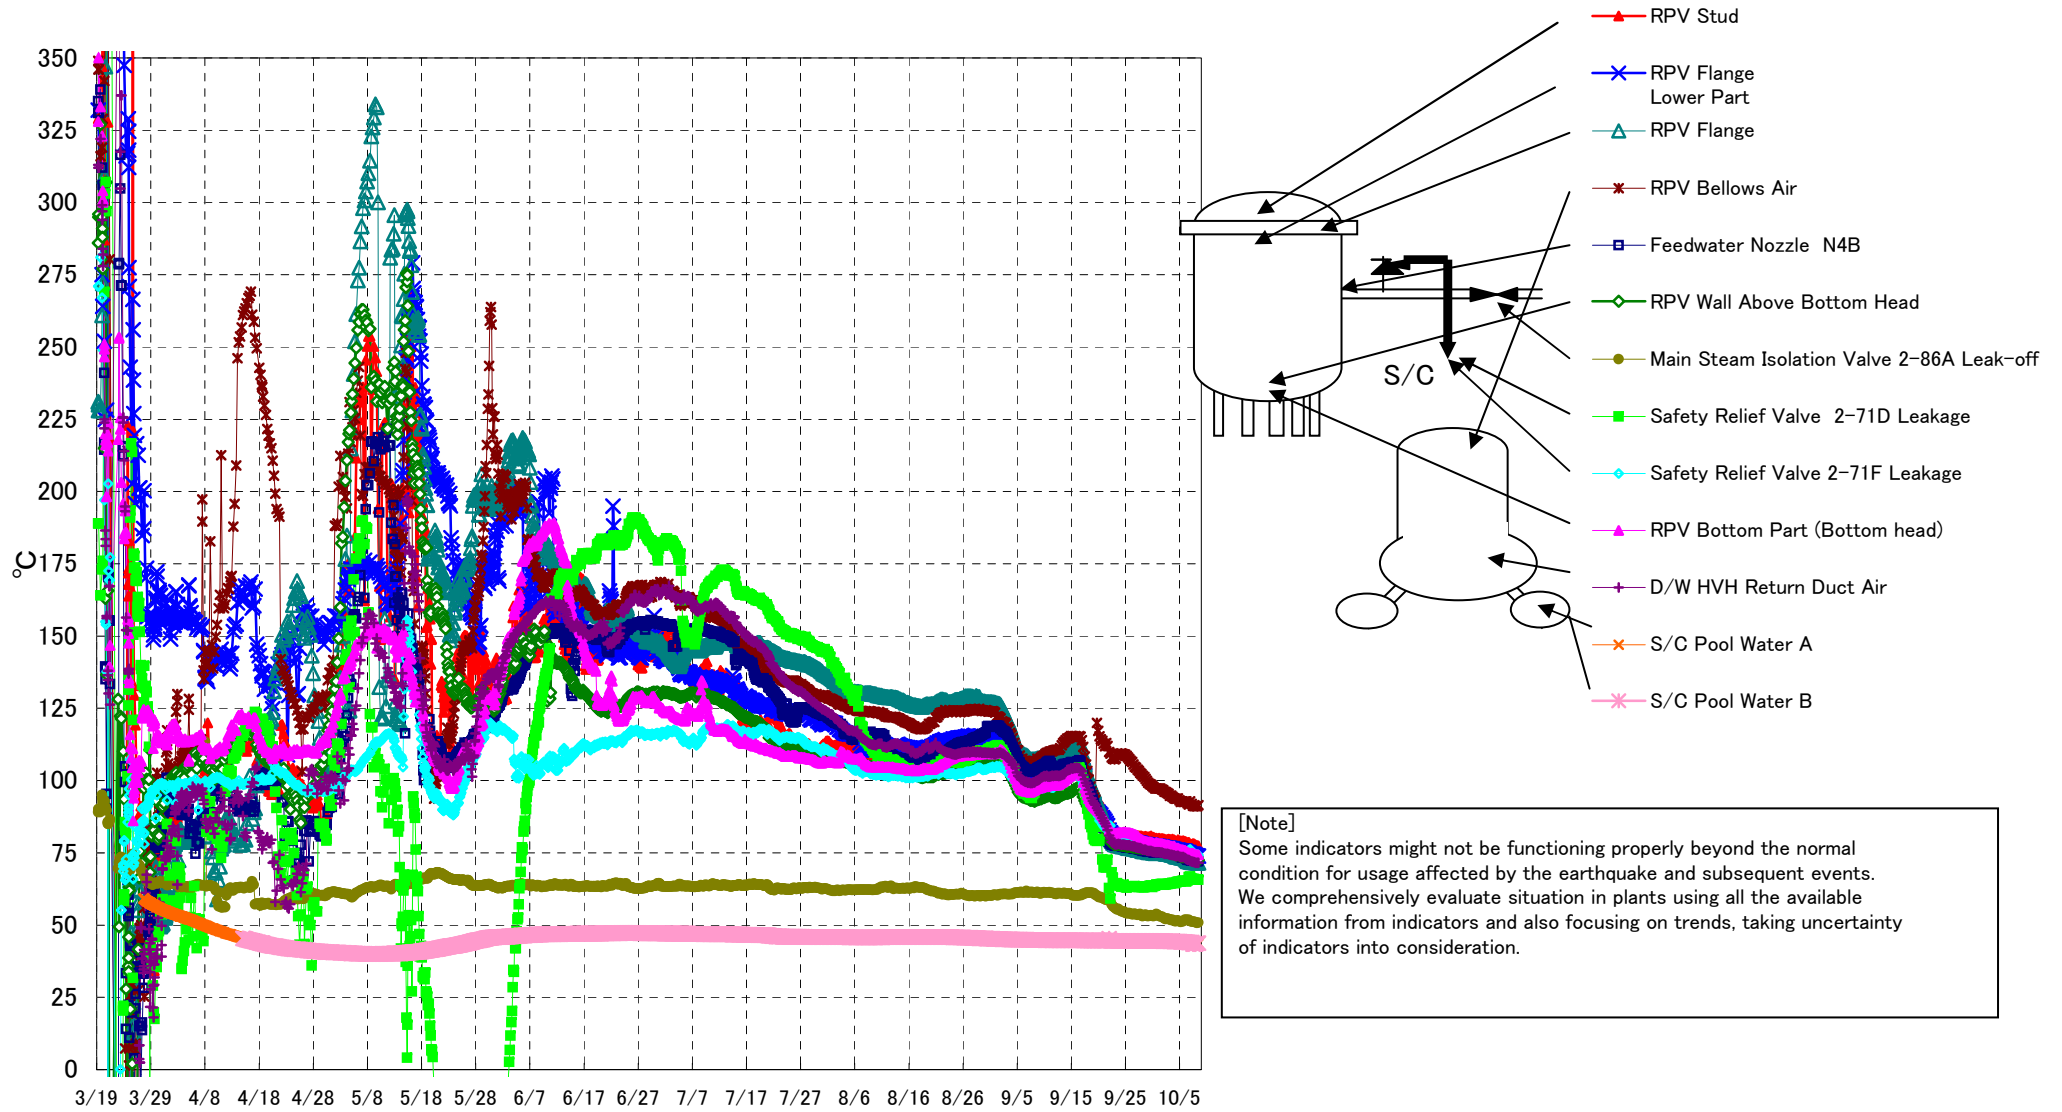 350
325
300
275
250
225
200
175
150
125
100
75
50
25
0
℃
3/19 3/29 4/8 4/18 4/28 5/8 5/18 5/28 6/7 6/17 6/27 7/7 7/17 7/27 8/6 8/16 8/26 9/5 9/15 9/25 10/5
RPV Stud
RPV Flange
Lower Part
RPV Flange
RPV Bellows Air
Feedwater Nozzle N4B
RPV Wall Above Bottom Head
Main Steam Isolation Valve 2-86A Leak-off
Safety Relief Valve 2-71D Leakage
Safety Relief Valve 2-71F Leakage
RPV Bottom Part (Bottom head)
D/W HVH Return Duct Air
S/C Pool Water A
S/C Pool Water B
S/C
[Note]
Some indicators might not be functioning properly beyond the normal
condition for usage affected by the earthquake and subsequent events.
We comprehensively evaluate situation in plants using all the available
information from indicators and also focusing on trends, taking uncertainty
of indicators into consideration.